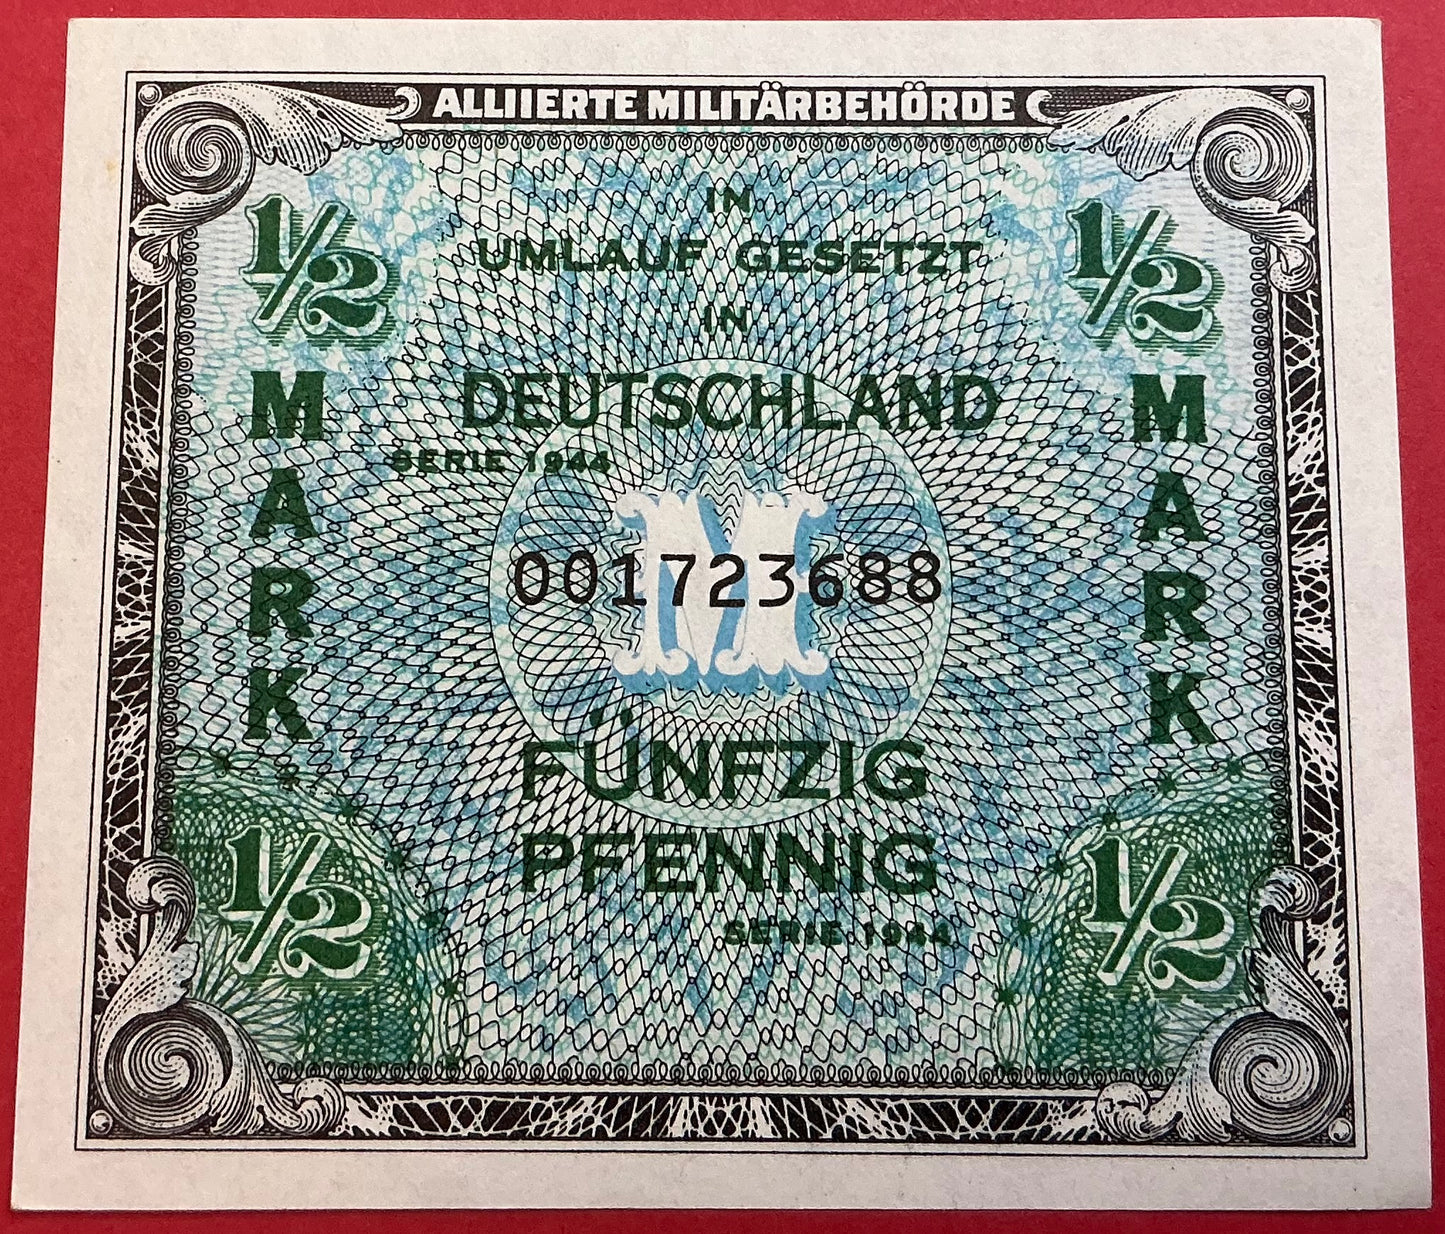 ALLIIERTE MILITÄRBEHÖRDE
IN
UMLAUF GESETZT
IN
DEUTSCHLAND
1/2
MARK
1/2
MARK
SERIE 1944
M
001723688
FÜNFZIG
PFENNIG
SERIE 1944
1/2
1/2